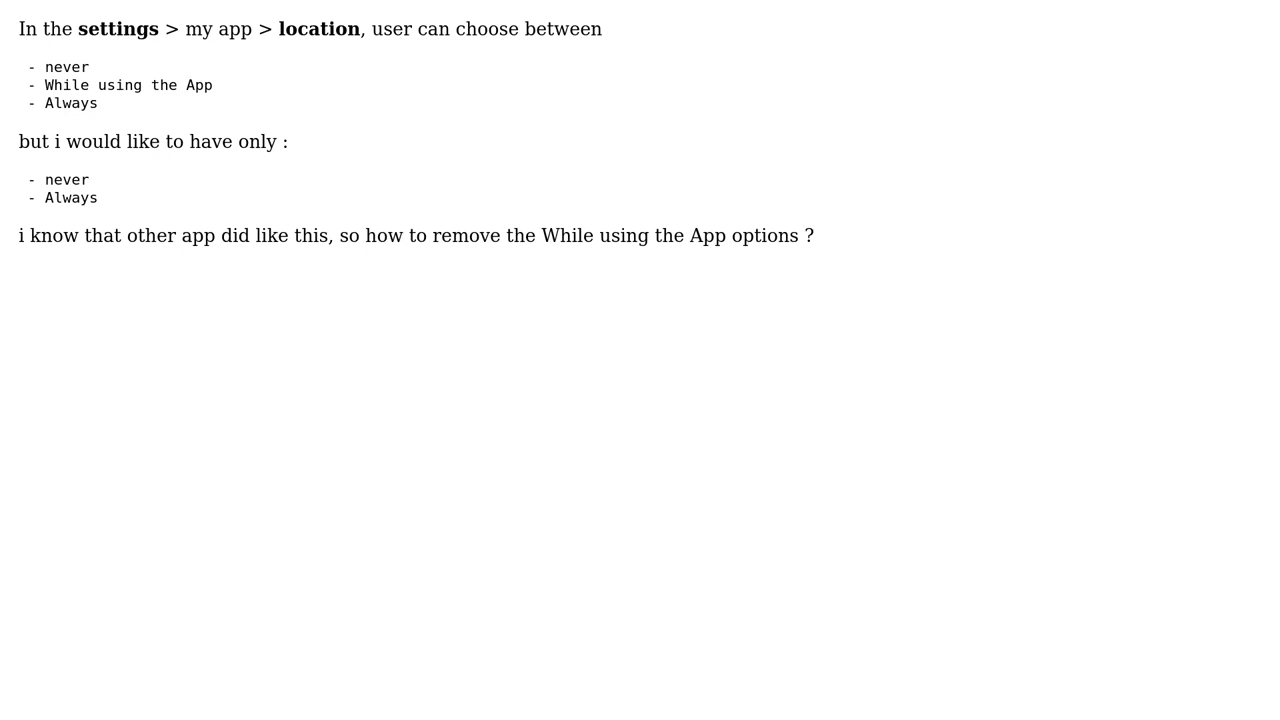 In the settings > my app > location, user can choose between
- never
- While using the App
- Always
but i would like to have only :
- never
- Always
i know that other app did like this, so how to remove the While using the App options ?